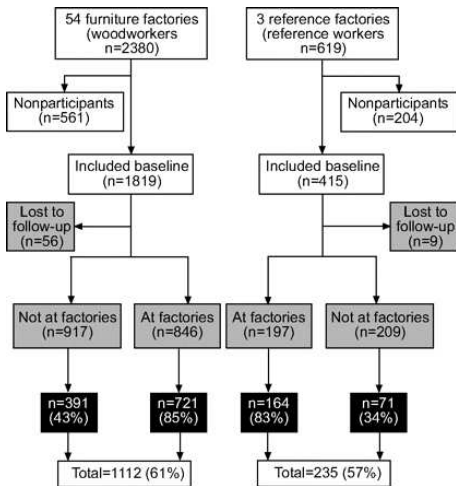 54 furniture factories
(woodworkers
n=2380)
3 reference factories
(reference workers
n=619)
Nonparticipants
(n=561)
Nonparticipants
(n=204)
Included baseline
(n=1819)
Included baseline
(n=415)
Lost to
follow-up
(n=56)
Lost to
follow-up
(n=9)
Not at factories
(n=917)
At factories
(n=846)
At factories
(n=197)
Not at factories
(n=209)
n=391
(43%)
n=721
(85%)
n=164
(83%)
n=71
(34%)
Total=1112 (61%)
Total=235 (57%)